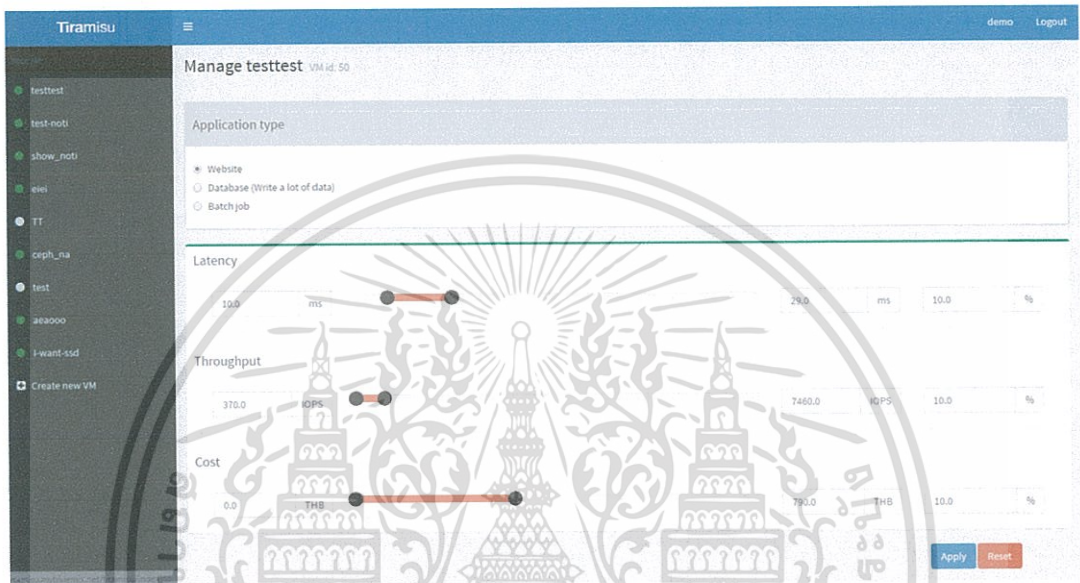 Tiramisu
demo Logout
Manage testtest VM id: 50
testtest
test-noti
show_noti
eiei
TT
ceph_na
test
aeaooo
I-want-ssd
Create new VM
Application type
Website
Database (Write a lot of data)
Batch job
Latency
10.0 ms 29.0 ms 10.0 %
Throughput
370.0 IOPS 7460.0 IOPS 10.0 %
Cost
0.0 THB 790.0 THB 10.0 %
Apply Reset